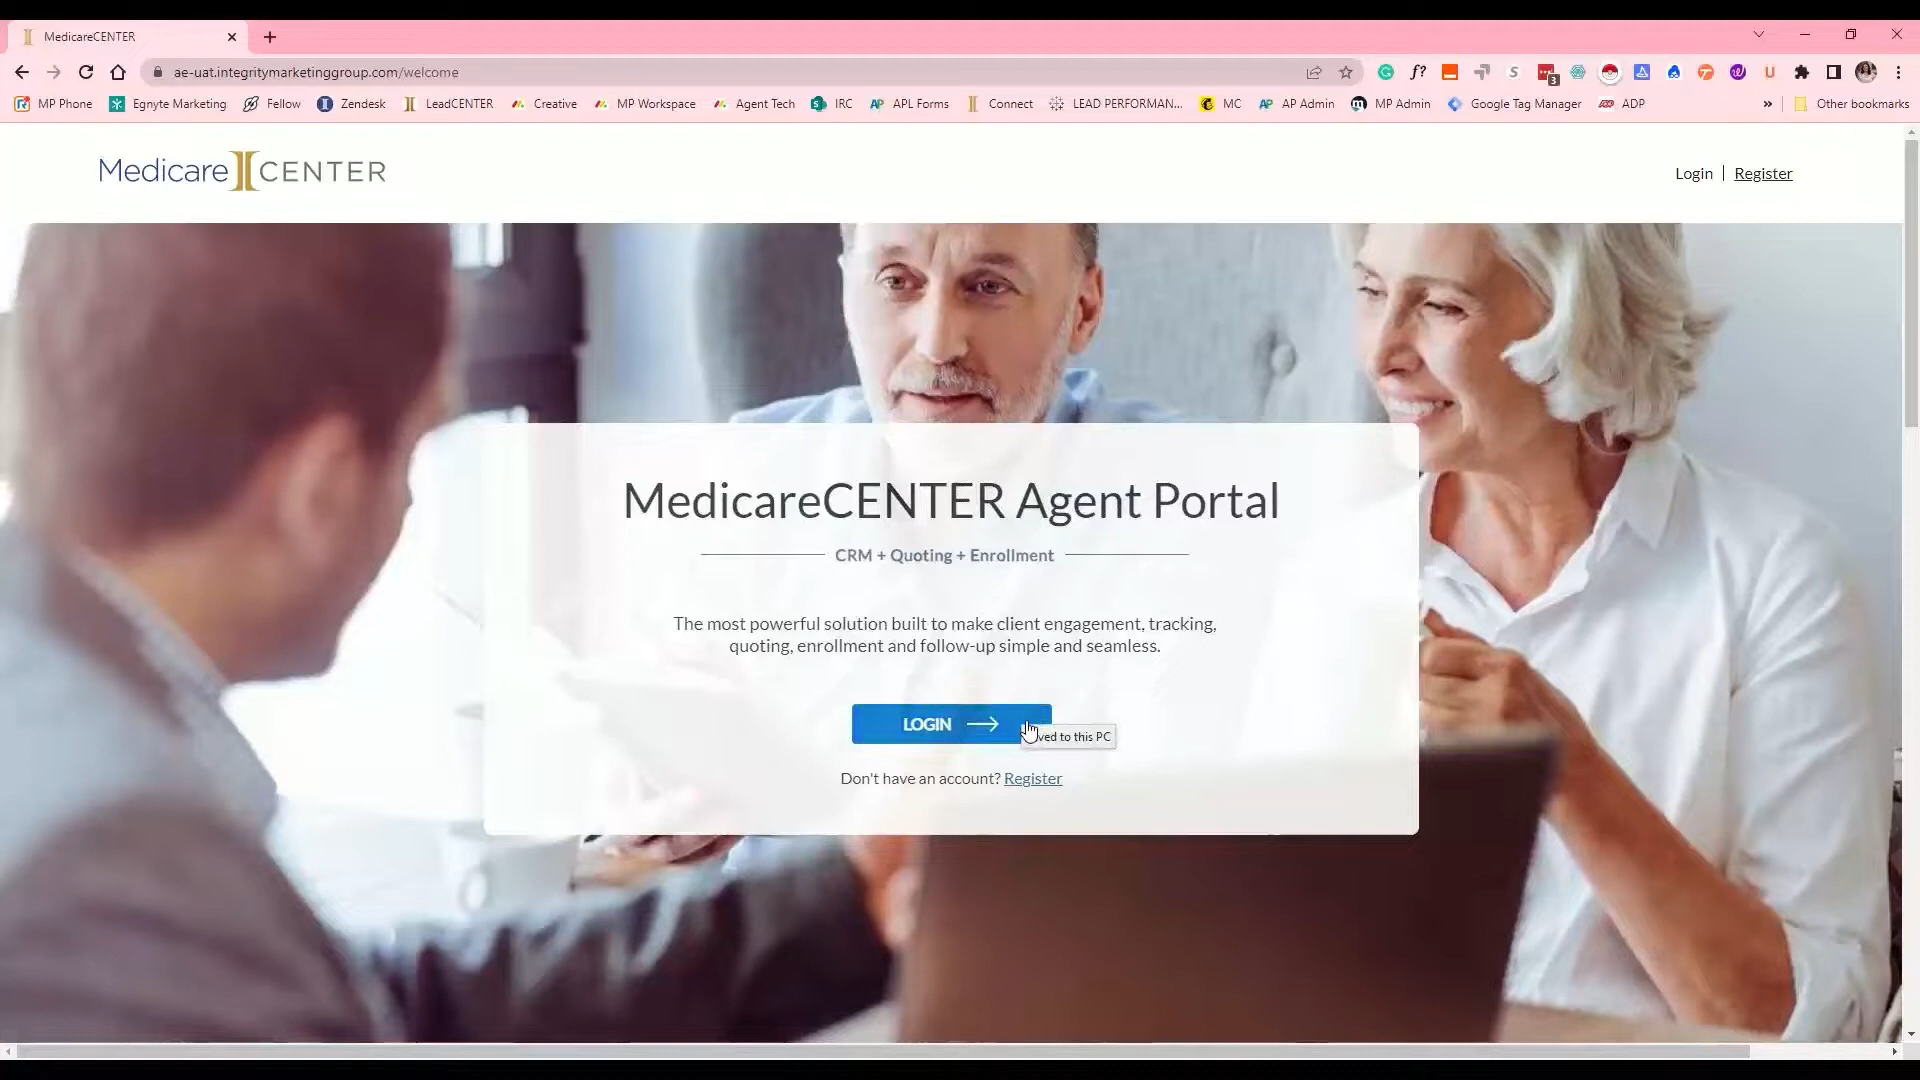 MedicareCENTER
ae-uat.integritymarketinggroup.com/welcome
f?
S
3
U
MP Phone
Egnyte Marketing
Fellow
Zendesk
LeadCENTER
Creative
MP Workspace
Agent Tech
IRC
APL Forms
Connect
LEAD PERFORMAN...
MC
AP Admin
MP Admin
Google Tag Manager
ADP
»
Other bookmarks
Medicare CENTER
Login | Register
MedicareCENTER Agent Portal
CRM + Quoting + Enrollment
The most powerful solution built to make client engagement, tracking,
quoting, enrollment and follow-up simple and seamless.
LOGIN
to this PC
Don't have an account? Register